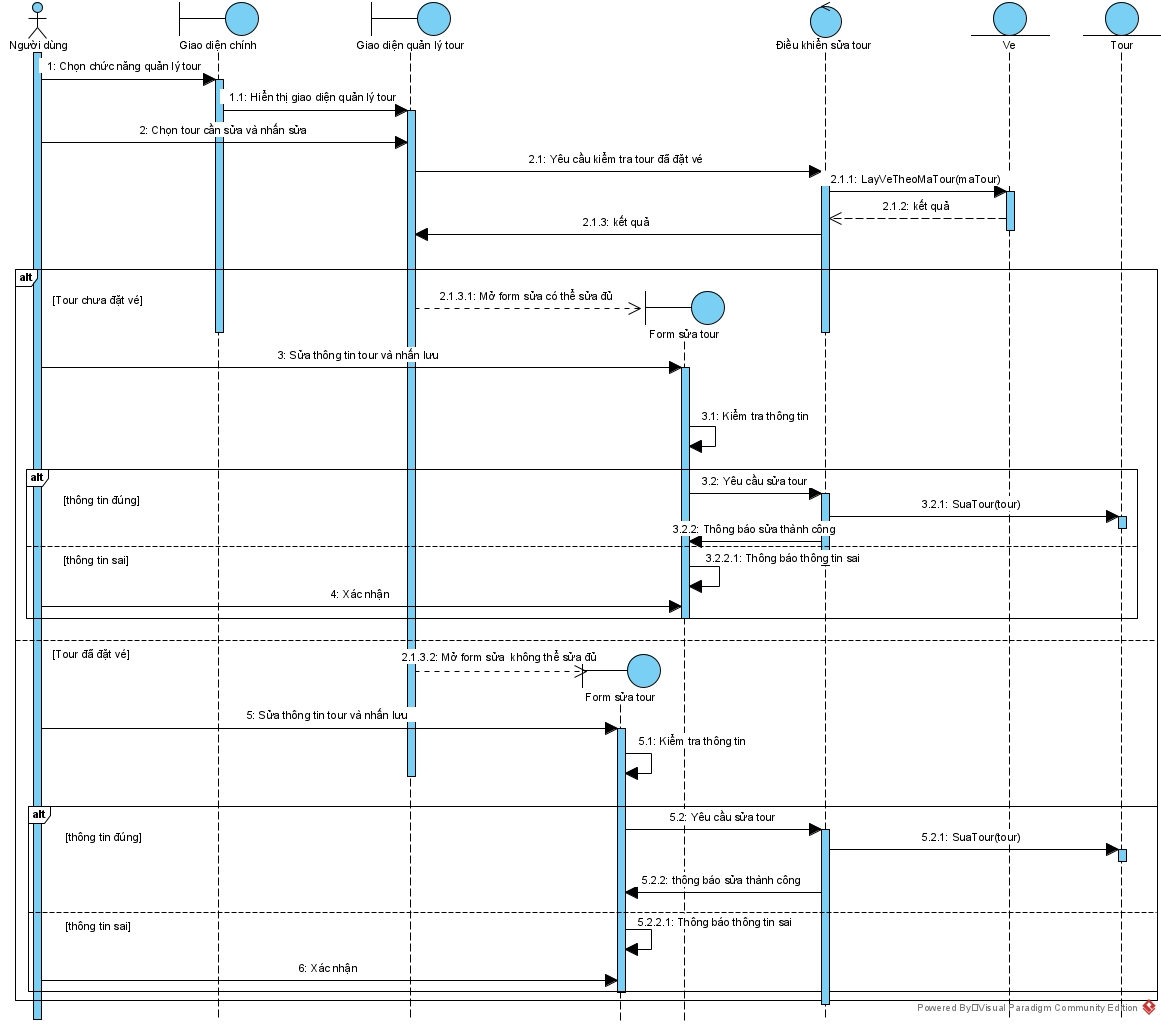 Người dùng
Giao diện chính
Giao diện quản lý tour
Điều khiển sửa tour
Ve
Tour
1: Chọn chức năng quản lý tour
1.1: Hiển thị giao diện quản lý tour
2: Chọn tour cần sửa và nhấn sửa
2.1: Yêu cầu kiểm tra tour đã đặt vé
2.1.1: LayVeTheoMaTour(maTour)
2.1.2: kết quả
2.1.3: kết quả
alt
[Tour chưa đặt vé]
2.1.3.1: Mở form sửa có thể sửa đủ
Form sửa tour
3: Sửa thông tin tour và nhấn lưu
3.1: Kiểm tra thông tin
alt
[thông tin đúng]
3.2: Yêu cầu sửa tour
3.2.1: SuaTour(tour)
3.2.2: Thông báo sửa thành công
[thông tin sai]
3.2.2.1: Thông báo thông tin sai
4: Xác nhận
[Tour đã đặt vé]
2.1.3.2: Mở form sửa không thể sửa đủ
Form sửa tour
5: Sửa thông tin tour và nhấn lưu
5.1: Kiểm tra thông tin
alt
[thông tin đúng]
5.2: Yêu cầu sửa tour
5.2.1: SuaTour(tour)
5.2.2: thông báo sửa thành công
[thông tin sai]
5.2.2.1: Thông báo thông tin sai
6: Xác nhận
Powered By Visual Paradigm Community Edition